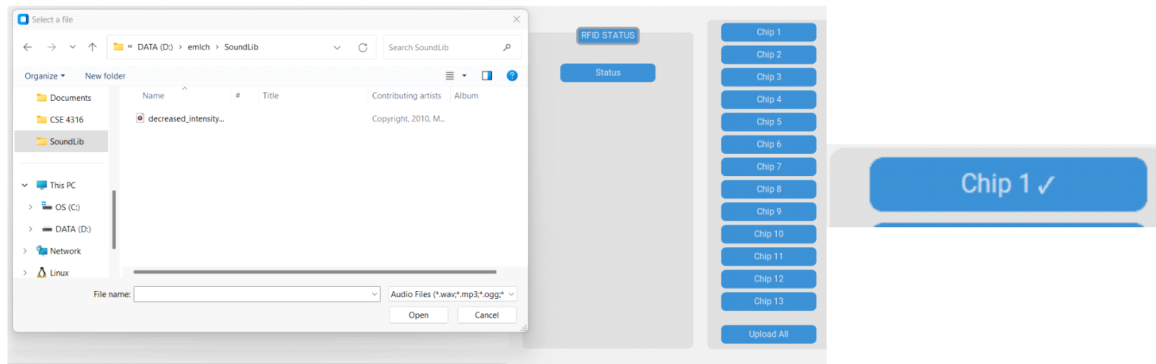 Select a file
« DATA (D:) > emlch > SoundLib
Search SoundLib
Organize
New folder
Documents
CSE 4316
SoundLib
This PC
OS (C:)
DATA (D:)
Network
Linux
Name # Title Contributing artists Album
decreased_intensity... Copyright, 2010, M...
File name:
Audio Files (*.wav;*.mp3;*.ogg;*
Open
Cancel
RFID STATUS
Status
Chip 1
Chip 2
Chip 3
Chip 4
Chip 5
Chip 6
Chip 7
Chip 8
Chip 9
Chip 10
Chip 11
Chip 12
Chip 13
Upload All
Chip 1 ✓